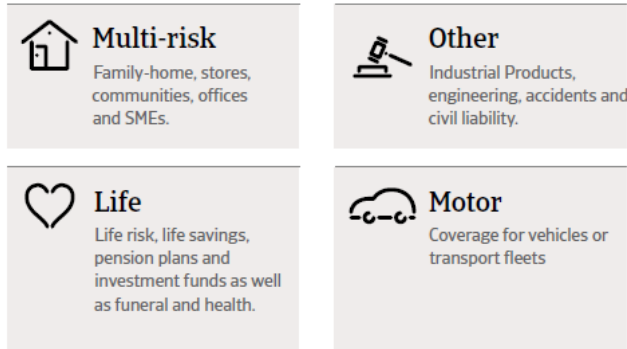 Multi-risk
Family-home, stores,
communities, offices
and SMEs.
Other
Industrial Products,
engineering, accidents and
civil liability.
Life
Life risk, life savings,
pension plans and
investment funds as well
as funeral and health.
Motor
Coverage for vehicles or
transport fleets